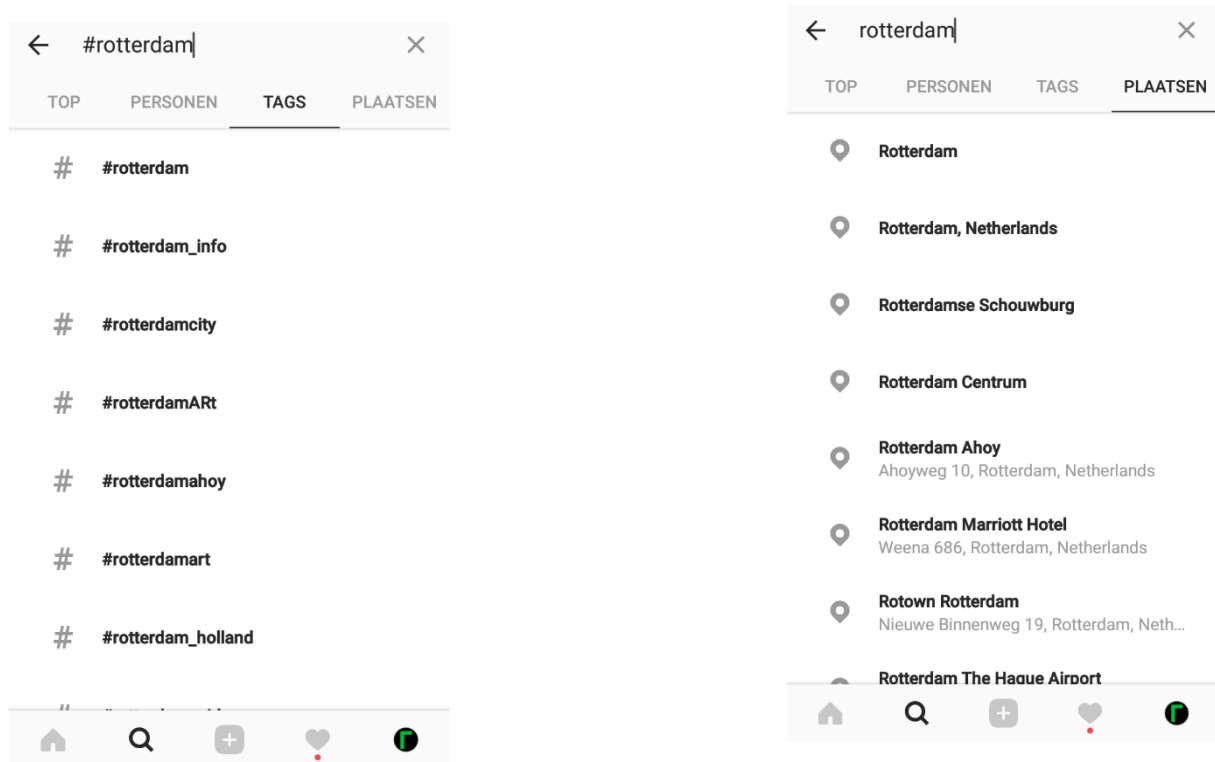 #rotterdam
TOP PERSONEN TAGS PLAATSEN
#rotterdam
#rotterdam_info
#rotterdamcity
#rotterdamARt
#rotterdamahoy
#rotterdamart
#rotterdam_holland
rotterdam
TOP PERSONEN TAGS PLAATSEN
Rotterdam
Rotterdam, Netherlands
Rotterdamse Schouwburg
Rotterdam Centrum
Rotterdam Ahoy
Ahoyweg 10, Rotterdam, Netherlands
Rotterdam Marriott Hotel
Weena 686, Rotterdam, Netherlands
Rotown Rotterdam
Nieuwe Binnenweg 19, Rotterdam, Neth...
Rotterdam The Hague Airport